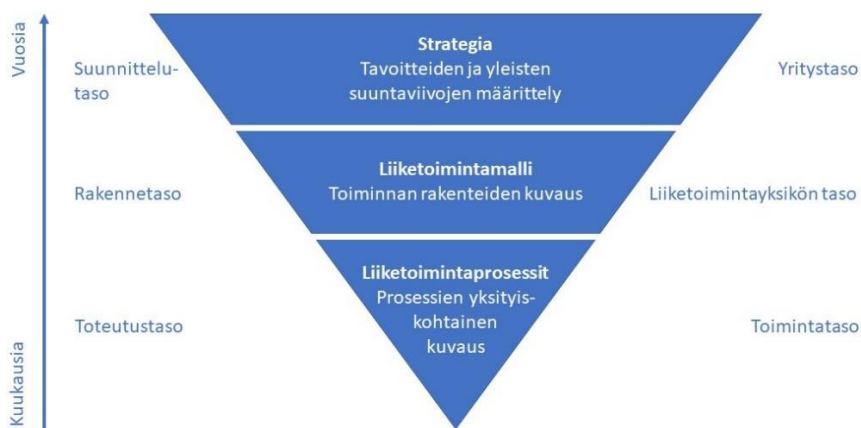 Vuosia
Strategia
Suunnittelu-
taso
Tavoitteiden ja yleisten
suuntaviivojen määrittely
Yritystaso
Liiketoimintamalli
Rakennetaso
Toiminnan rakenteiden kuvaus
Liiketoimintayksikön taso
Liiketoimintaprosessit
Prosessien yksityis-
kohtainen
kuvaus
Toteutustaso
Toimintataso
Kuukausia